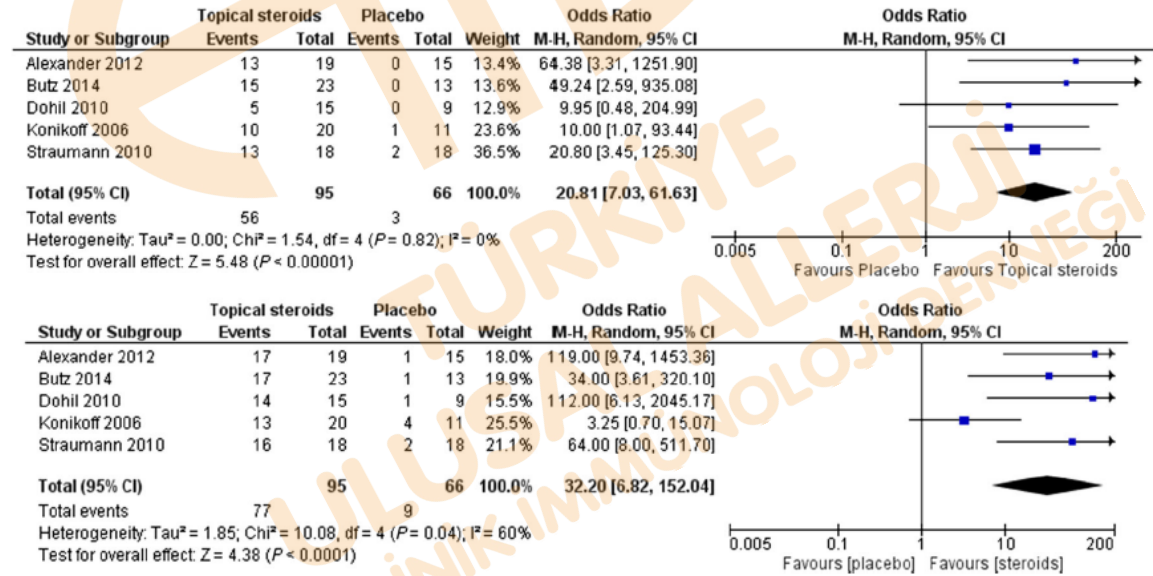 Topical steroids Placebo Odds Ratio Odds Ratio
Study or Subgroup Events Total Events Total Weight M-H, Random, 95% CI M-H, Random, 95% CI
Alexander 2012 13 19 0 15 13.4% 64.38 [3.31, 1251.90]
Butz 2014 15 23 0 13 13.6% 49.24 [2.59, 935.08]
Dohil 2010 5 15 0 9 12.9% 9.95 [0.48, 204.99]
Konikoff 2006 10 20 1 11 23.6% 10.00 [1.07, 93.44]
Straumann 2010 13 18 2 18 36.5% 20.80 [3.45, 125.30]
Total (95% CI) 95 66 100.0% 20.81 [7.03, 61.63]
Total events 56 3
Heterogeneity: Tau² = 0.00; Chi² = 1.54, df = 4 (P = 0.82); I² = 0%
Test for overall effect: Z = 5.48 (P < 0.00001)
0.005 0.1 1 10 200
Favours Placebo Favours Topical steroids
Topical steroids Placebo Odds Ratio Odds Ratio
Study or Subgroup Events Total Events Total Weight M-H, Random, 95% CI M-H, Random, 95% CI
Alexander 2012 17 19 1 15 18.0% 119.00 [9.74, 1453.36]
Butz 2014 17 23 1 13 19.9% 34.00 [3.61, 320.10]
Dohil 2010 14 15 1 9 15.5% 112.00 [6.13, 2045.17]
Konikoff 2006 13 20 4 11 25.5% 3.25 [0.70, 15.07]
Straumann 2010 16 18 2 18 21.1% 64.00 [8.00, 511.70]
Total (95% CI) 95 66 100.0% 32.20 [6.82, 152.04]
Total events 77 9
Heterogeneity: Tau² = 1.85; Chi² = 10.08, df = 4 (P = 0.04); I² = 60%
Test for overall effect: Z = 4.38 (P < 0.0001)
0.005 0.1 1 10 200
Favours [placebo] Favours [steroids]
TÜRKİYE
ULUSAL ALLERJİ
İMMÜNOLOJİ DERNEĞİ